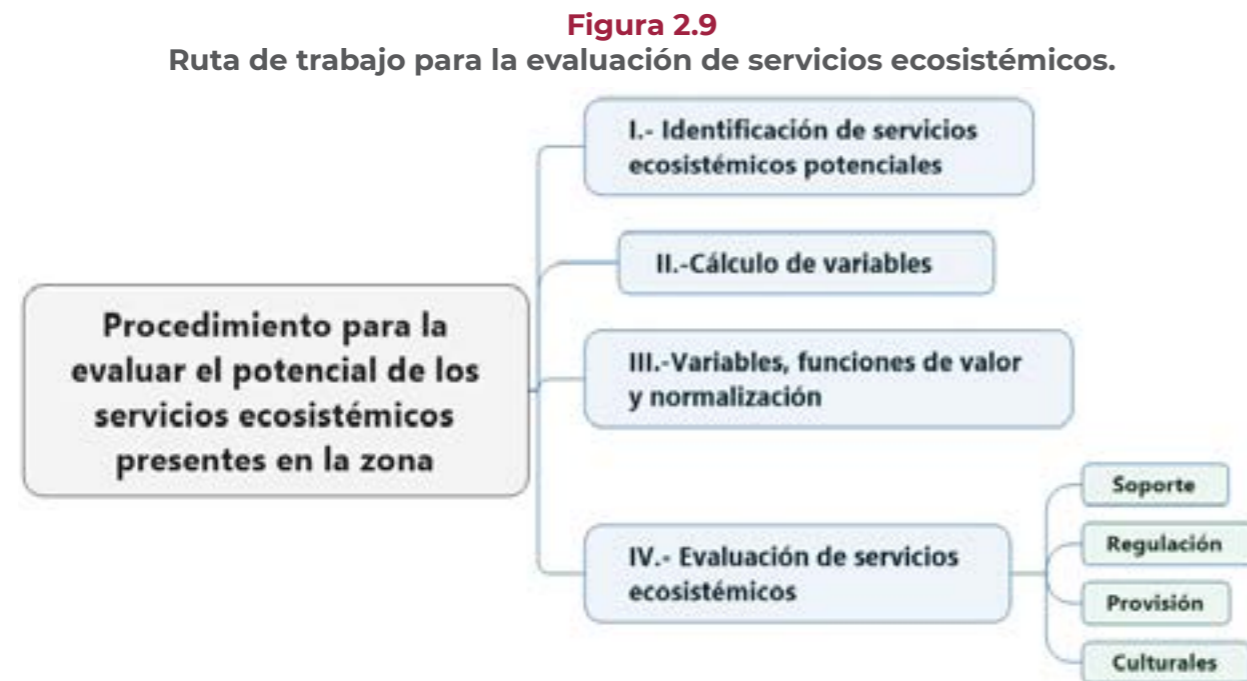 Figura 2.9
Ruta de trabajo para la evaluación de servicios ecosistémicos.
I.- Identificación de servicios
ecosistémicos potenciales
II.-Cálculo de variables
Procedimiento para la
evaluar el potencial de los
servicios ecosistémicos
presentes en la zona
III.-Variables, funciones de valor
y normalización
IV.- Evaluación de servicios
ecosistémicos
Soporte
Regulación
Provisión
Culturales